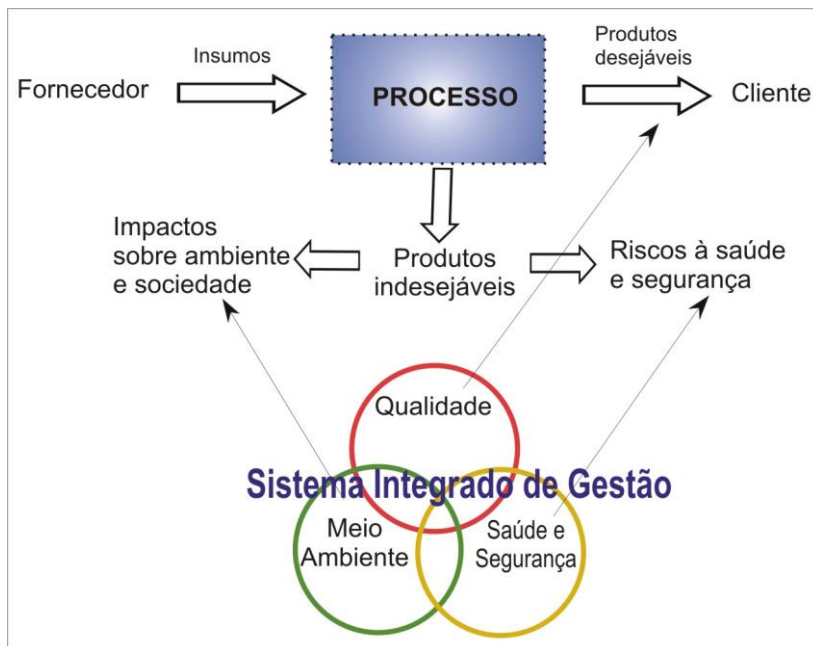 Fornecedor
Insumos
PROCESSO
Produtos
desejáveis
Cliente
Impactos
sobre ambiente
e sociedade
Produtos
indesejáveis
Riscos à saúde
e segurança
Qualidade
Sistema Integrado de Gestão
Meio
Ambiente
Saúde e
Segurança